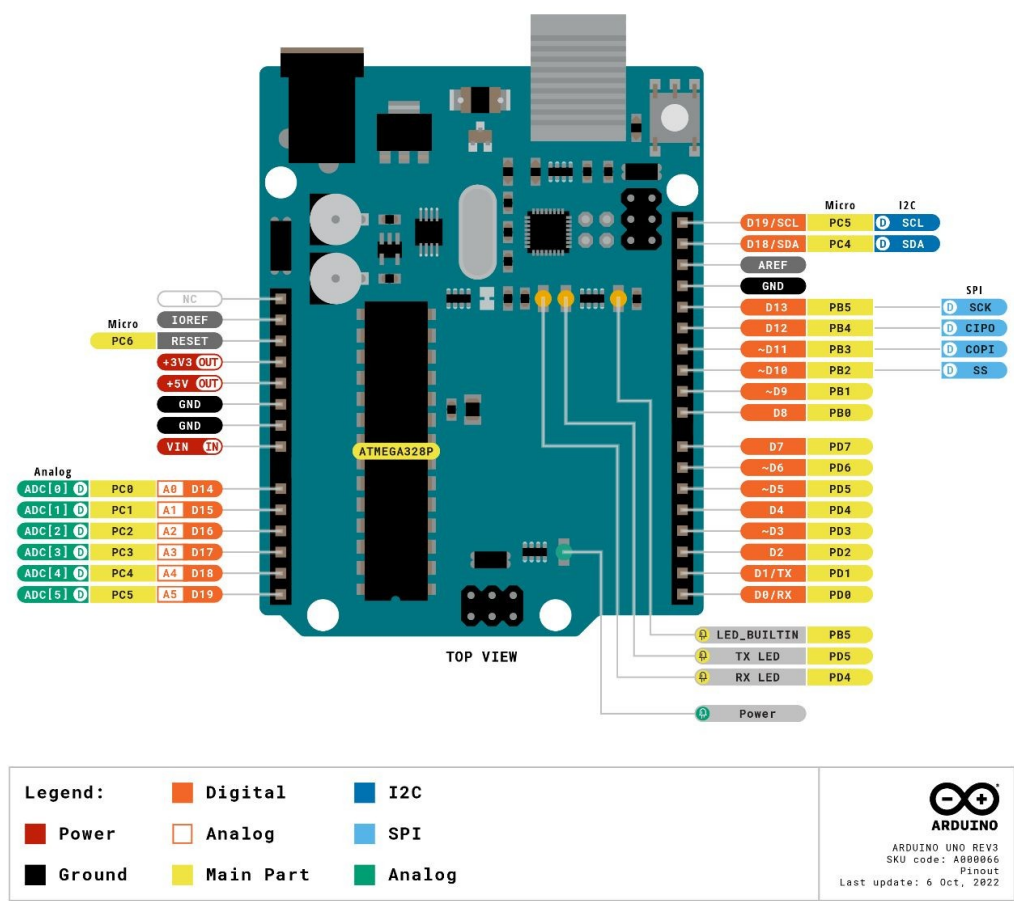 Micro I2C
D19/SCL PC5 D SCL
D18/SDA PC4 D SDA
AREF
GND
SPI
D13 PB5 D SCK
D12 PB4 D CIPO
~D11 PB3 D COPI
~D10 PB2 D SS
~D9 PB1
D8 PB0
D7 PD7
~D6 PD6
~D5 PD5
D4 PD4
~D3 PD3
D2 PD2
D1/TX PD1
D0/RX PD0
NC
IOREF
Micro
PC6 RESET
+3V3 OUT
+5V OUT
GND
GND
VIN IN
Analog
ADC[0] D PC0 A0 D14
ADC[1] D PC1 A1 D15
ADC[2] D PC2 A2 D16
ADC[3] D PC3 A3 D17
ADC[4] D PC4 A4 D18
ADC[5] D PC5 A5 D19
ATMEGA328P
LED_BUILTIN PB5
TX LED PD5
RX LED PD4
Power
TOP VIEW
Legend:
Power
Ground
Digital
Analog
Main Part
I2C
SPI
Analog
ARDUINO
ARDUINO UNO REV3
SKU code: A000066
Pinout
Last update: 6 Oct, 2022